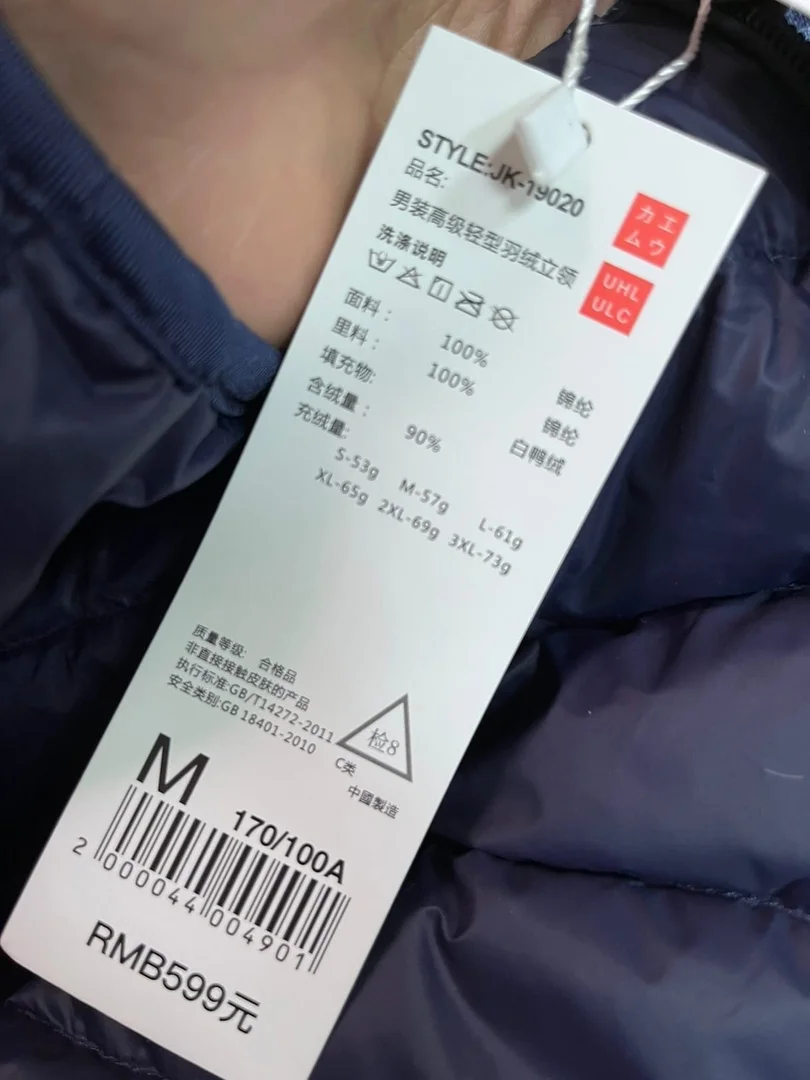 STYLE:JK-19020
品名:
男装高级轻型羽绒立领
カエ
ムウ
UHL
ULC
洗涤说明
面料: 100% 锦纶
里料: 100% 锦纶
填充物: 白鸭绒
含绒量: 90%
充绒量:
S-53g M-57g L-61g
XL-65g 2XL-69g 3XL-73g
质量等级: 合格品
非直接接触皮肤的产品
执行标准:GB/T14272-2011
安全类别:GB 18401-2010 C类
检8
中國製造
M
170/100A
2000044004901
RMB599元